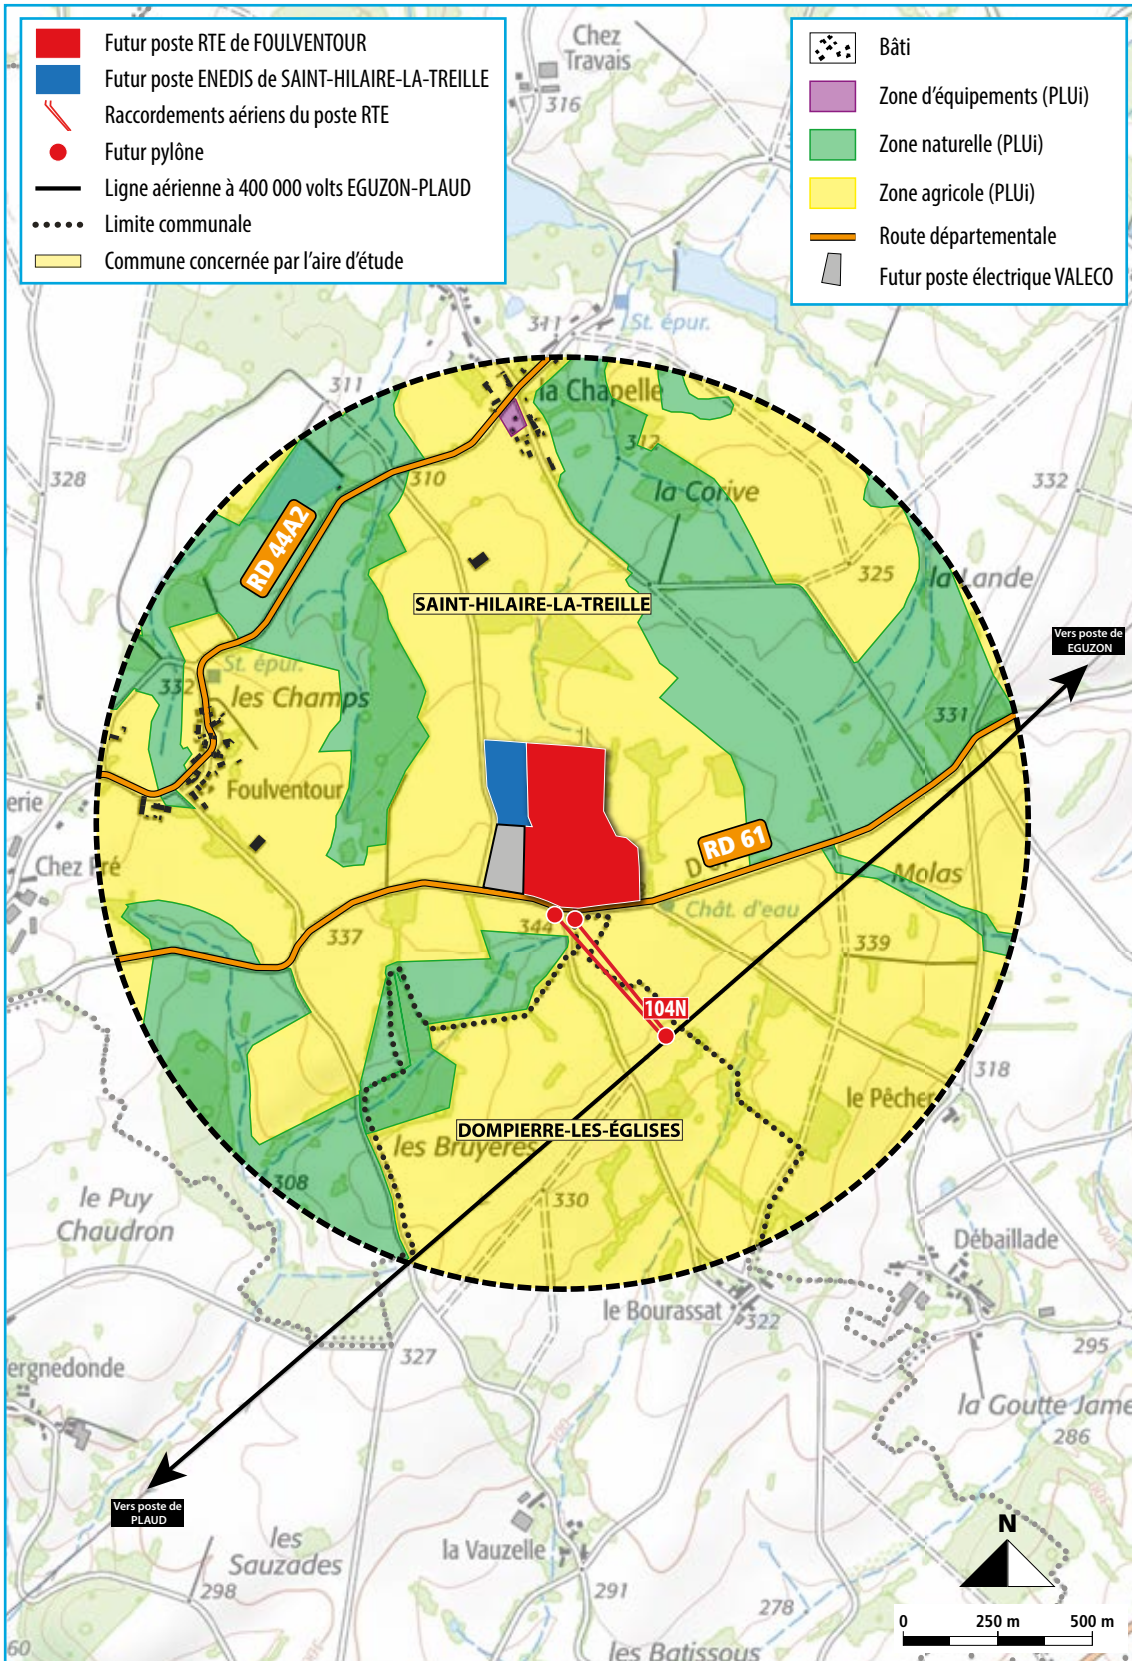 Futur poste RTE de FOULVENTOUR
Futur poste ENEDIS de SAINT-HILAIRE-LA-TREILLE
Raccordements aériens du poste RTE
Futur pylône
Ligne aérienne à 400 000 volts EGUZON-PLAUD
Limite communale
Commune concernée par l'aire d'étude
Bâti
Zone d'équipements (PLUi)
Zone naturelle (PLUi)
Zone agricole (PLUi)
Route départementale
Futur poste électrique VALECO
Chez
Travais
316
311
St. épur.
311
la Chapelle
312
328
310
332
la Corive
RD 44A2
325
la Lande
SAINT-HILAIRE-LA-TREILLE
Vers poste de
EGUZON
St. épur.
332
les Champs
331
Foulventour
erie
RD 61
Chez Pré
Molas
Chât. d'eau
344
337
339
104N
318
le Pêcher
DOMPIERRE-LES-ÉGLISES
les Bruyères
308
330
le Puy
Chaudron
Débaillade
le Bourassat
322
295
327
ergnedonde
la Goutte Jame
286
Vers poste de
PLAUD
N
les
Sauzades
la Vauzelle
298
291
278
0 250 m 500 m
60
les Batissous